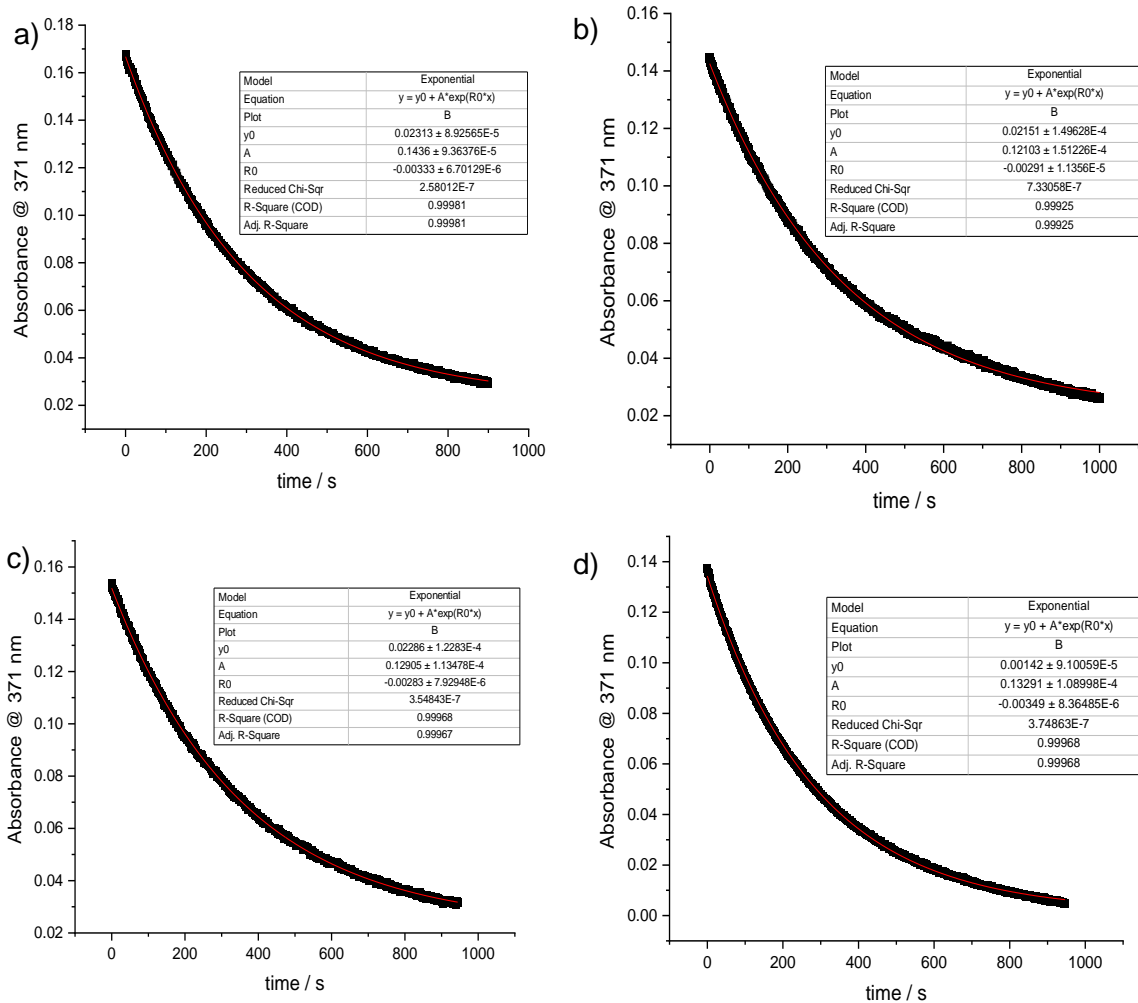 a)
Absorbance @ 371 nm
0.18
0.16
0.14
0.12
0.10
0.08
0.06
0.04
0.02
Model Exponential
Equation y = y0 + A*exp(R0*x)
Plot B
y0 0.02313 ± 8.92565E-5
A 0.1436 ± 9.36376E-5
R0 -0.00333 ± 6.70129E-6
Reduced Chi-Sqr 2.58012E-7
R-Square (COD) 0.99981
Adj. R-Square 0.99981
0 200 400 600 800 1000
time / s
b)
Absorbance @ 371 nm
0.16
0.14
0.12
0.10
0.08
0.06
0.04
0.02
Model Exponential
Equation y = y0 + A*exp(R0*x)
Plot B
y0 0.02151 ± 1.49628E-4
A 0.12103 ± 1.51226E-4
R0 -0.00291 ± 1.1356E-5
Reduced Chi-Sqr 7.33058E-7
R-Square (COD) 0.99925
Adj. R-Square 0.99925
0 200 400 600 800 1000
time / s
c)
Absorbance @ 371 nm
0.16
0.14
0.12
0.10
0.08
0.06
0.04
0.02
Model Exponential
Equation y = y0 + A*exp(R0*x)
Plot B
y0 0.02286 ± 1.2283E-4
A 0.12905 ± 1.13478E-4
R0 -0.00283 ± 7.92948E-6
Reduced Chi-Sqr 3.54843E-7
R-Square (COD) 0.99968
Adj. R-Square 0.99967
0 200 400 600 800 1000
time / s
d)
Absorbance @ 371 nm
0.14
0.12
0.10
0.08
0.06
0.04
0.02
0.00
Model Exponential
Equation y = y0 + A*exp(R0*x)
Plot B
y0 0.00142 ± 9.10059E-5
A 0.13291 ± 1.08998E-4
R0 -0.00349 ± 8.36485E-6
Reduced Chi-Sqr 3.74863E-7
R-Square (COD) 0.99968
Adj. R-Square 0.99968
0 200 400 600 800 1000
time / s